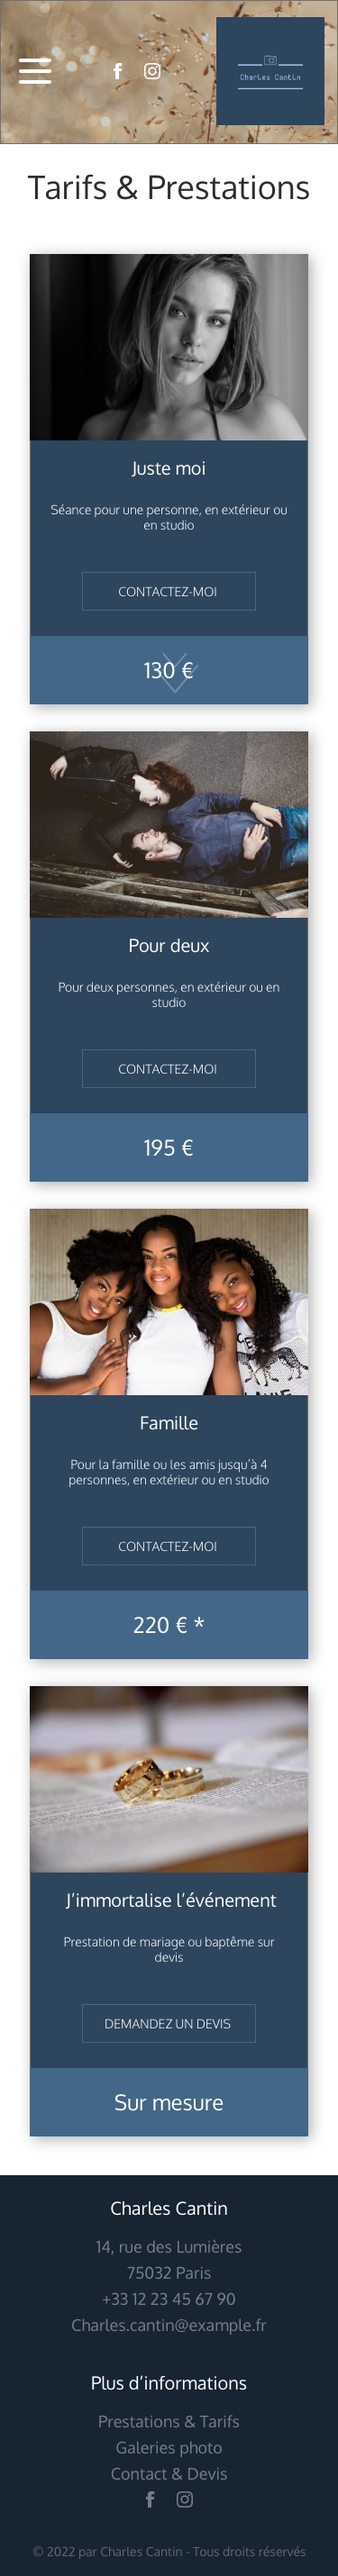 Charles Cantin
Tarifs & Prestations
Juste moi
Séance pour une personne, en extérieur ou
en studio
CONTACTEZ-MOI
130 €
Pour deux
Pour deux personnes, en extérieur ou en
studio
CONTACTEZ-MOI
195 €
Famille
Pour la famille ou les amis jusqu'à 4
personnes, en extérieur ou en studio
CONTACTEZ-MOI
220 € *
J’immortalise l’événement
Prestation de mariage ou baptême sur
devis
DEMANDEZ UN DEVIS
Sur mesure
Charles Cantin
14, rue des Lumières
75032 Paris
+33 12 23 45 67 90
Charles.cantin@example.fr
Plus d’informations
Prestations & Tarifs
Galeries photo
Contact & Devis
© 2022 par Charles Cantin - Tous droits réservés